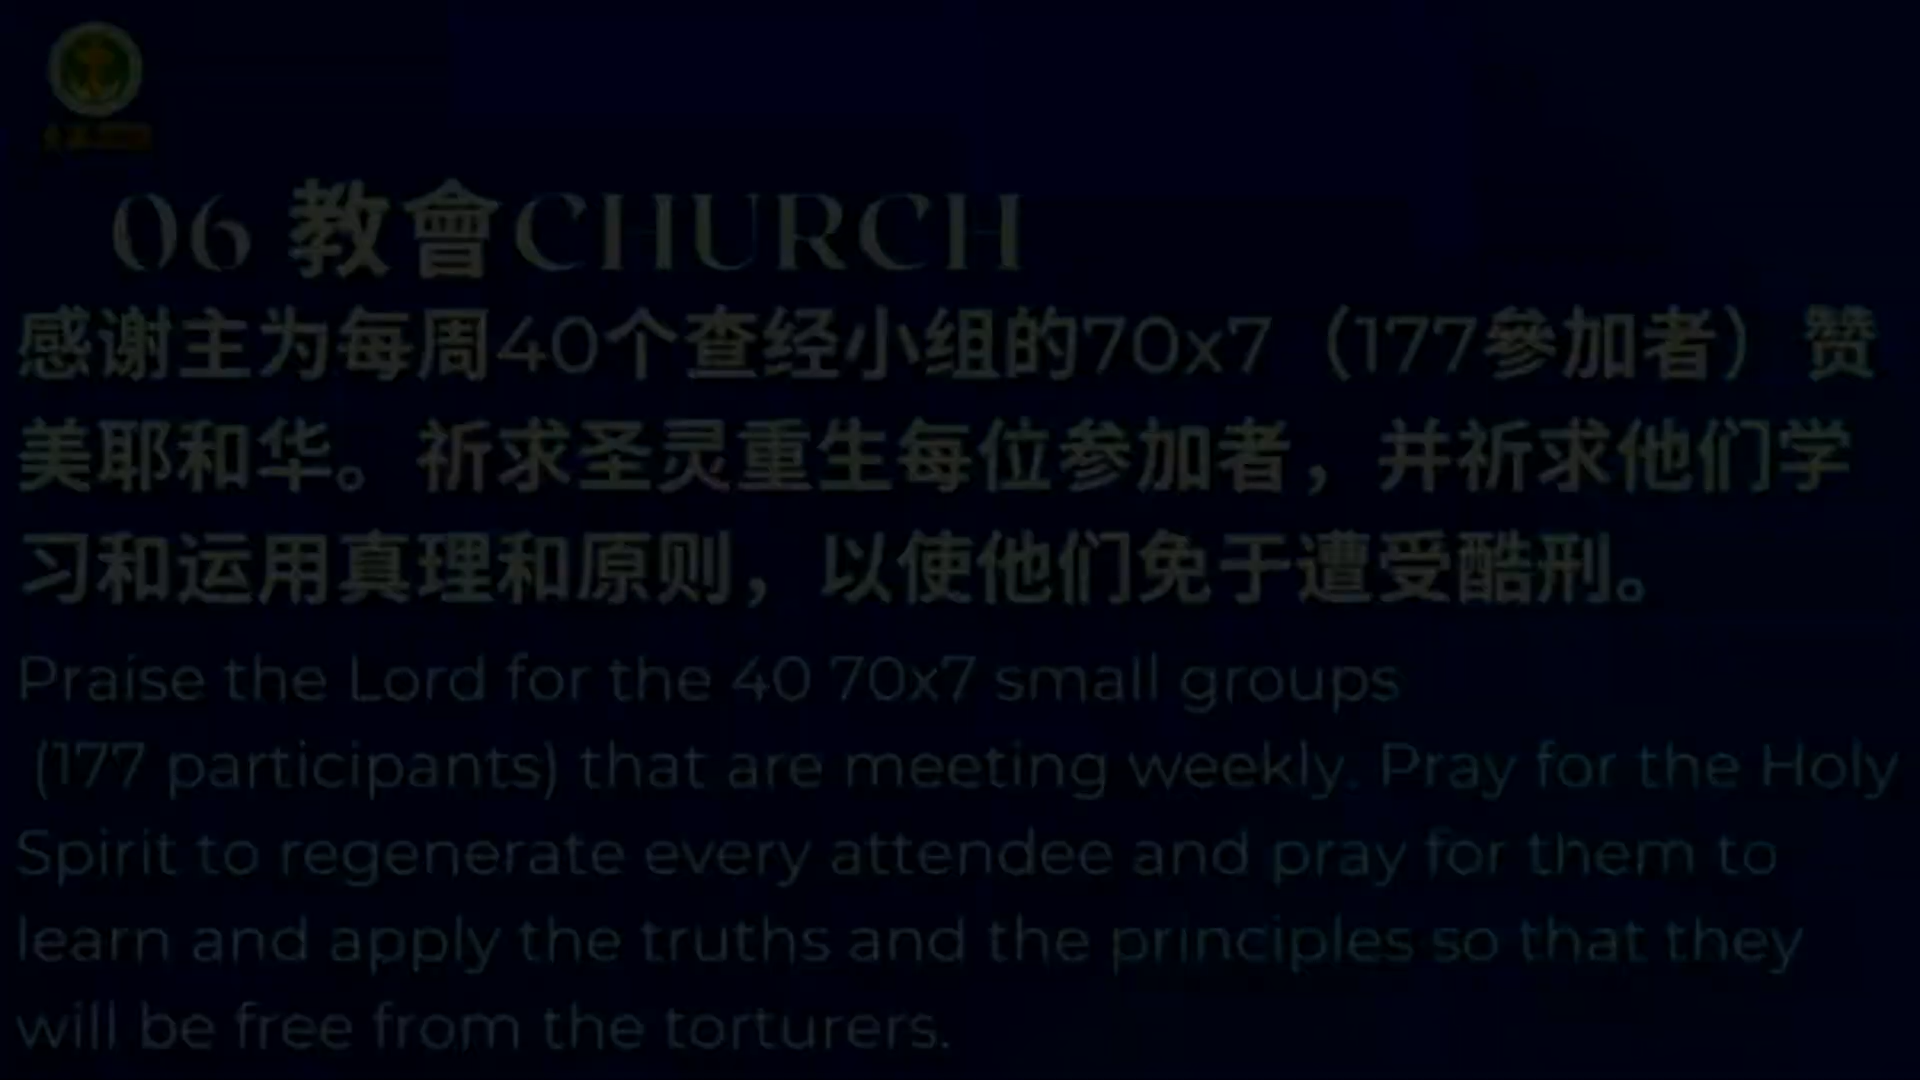 06 教會CHURCH
感谢主为每周40个查经小组的70x7（177參加者）赞
美耶和华。祈求圣灵重生每位参加者，并祈求他们学
习和运用真理和原则，以使他们免于遭受酷刑。
Praise the Lord for the 40 70x7 small groups
(177 participants) that are meeting weekly. Pray for the Holy
Spirit to regenerate every attendee and pray for them to
learn and apply the truths and the principles so that they
will be free from the torturers.